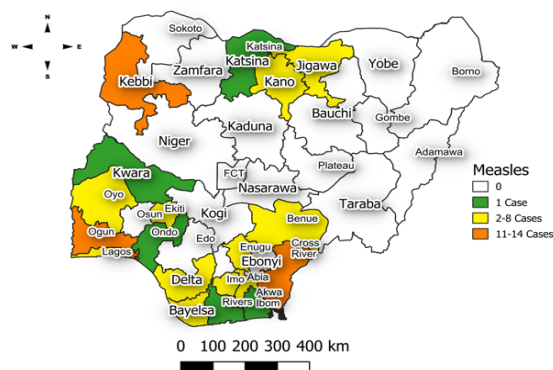 N
W E
S
Sokoto
Katsina
Zamfara
Katsina
Jigawa
Yobe
Borno
Kebbi
Kano
Bauchi
Gombe
Niger
Kaduna
Adamawa
Plateau
FCT
Nasarawa
Kwara
Taraba
Oyo
Ekiti
Osun
Kogi
Benue
Ogun
Ondo
Edo
Enugu
Cross
River
Lagos
Ebonyi
Delta
Imo
Abia
Akwa
Ibom
Bayelsa
Rivers
Measles
0
1 Case
2-8 Cases
11-14 Cases
0 100 200 300 400 km